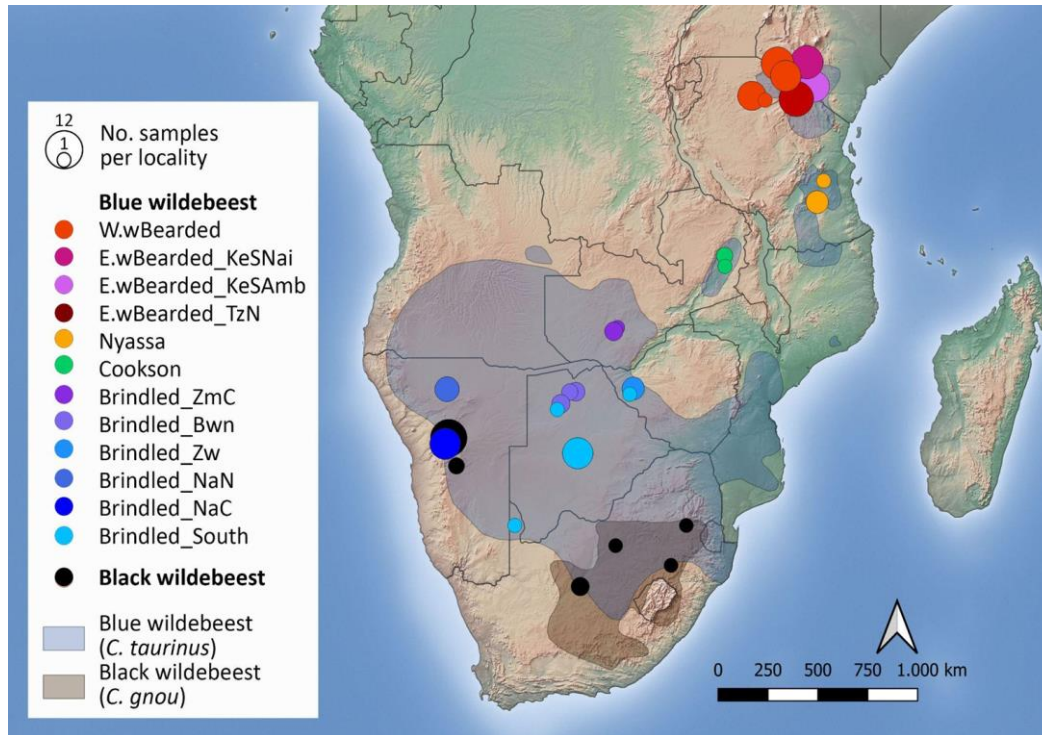 12
1
No. samples
per locality
Blue wildebeest
W.wBearded
E.wBearded_KeSNai
E.wBearded_KeSAmb
E.wBearded_TzN
Nyassa
Cookson
Brindled_ZmC
Brindled_Bwn
Brindled_Zw
Brindled_NaN
Brindled_NaC
Brindled_South
Black wildebeest
Blue wildebeest
(C. taurinus)
Black wildebeest
(C. gnou)
0 250 500 750 1.000 km